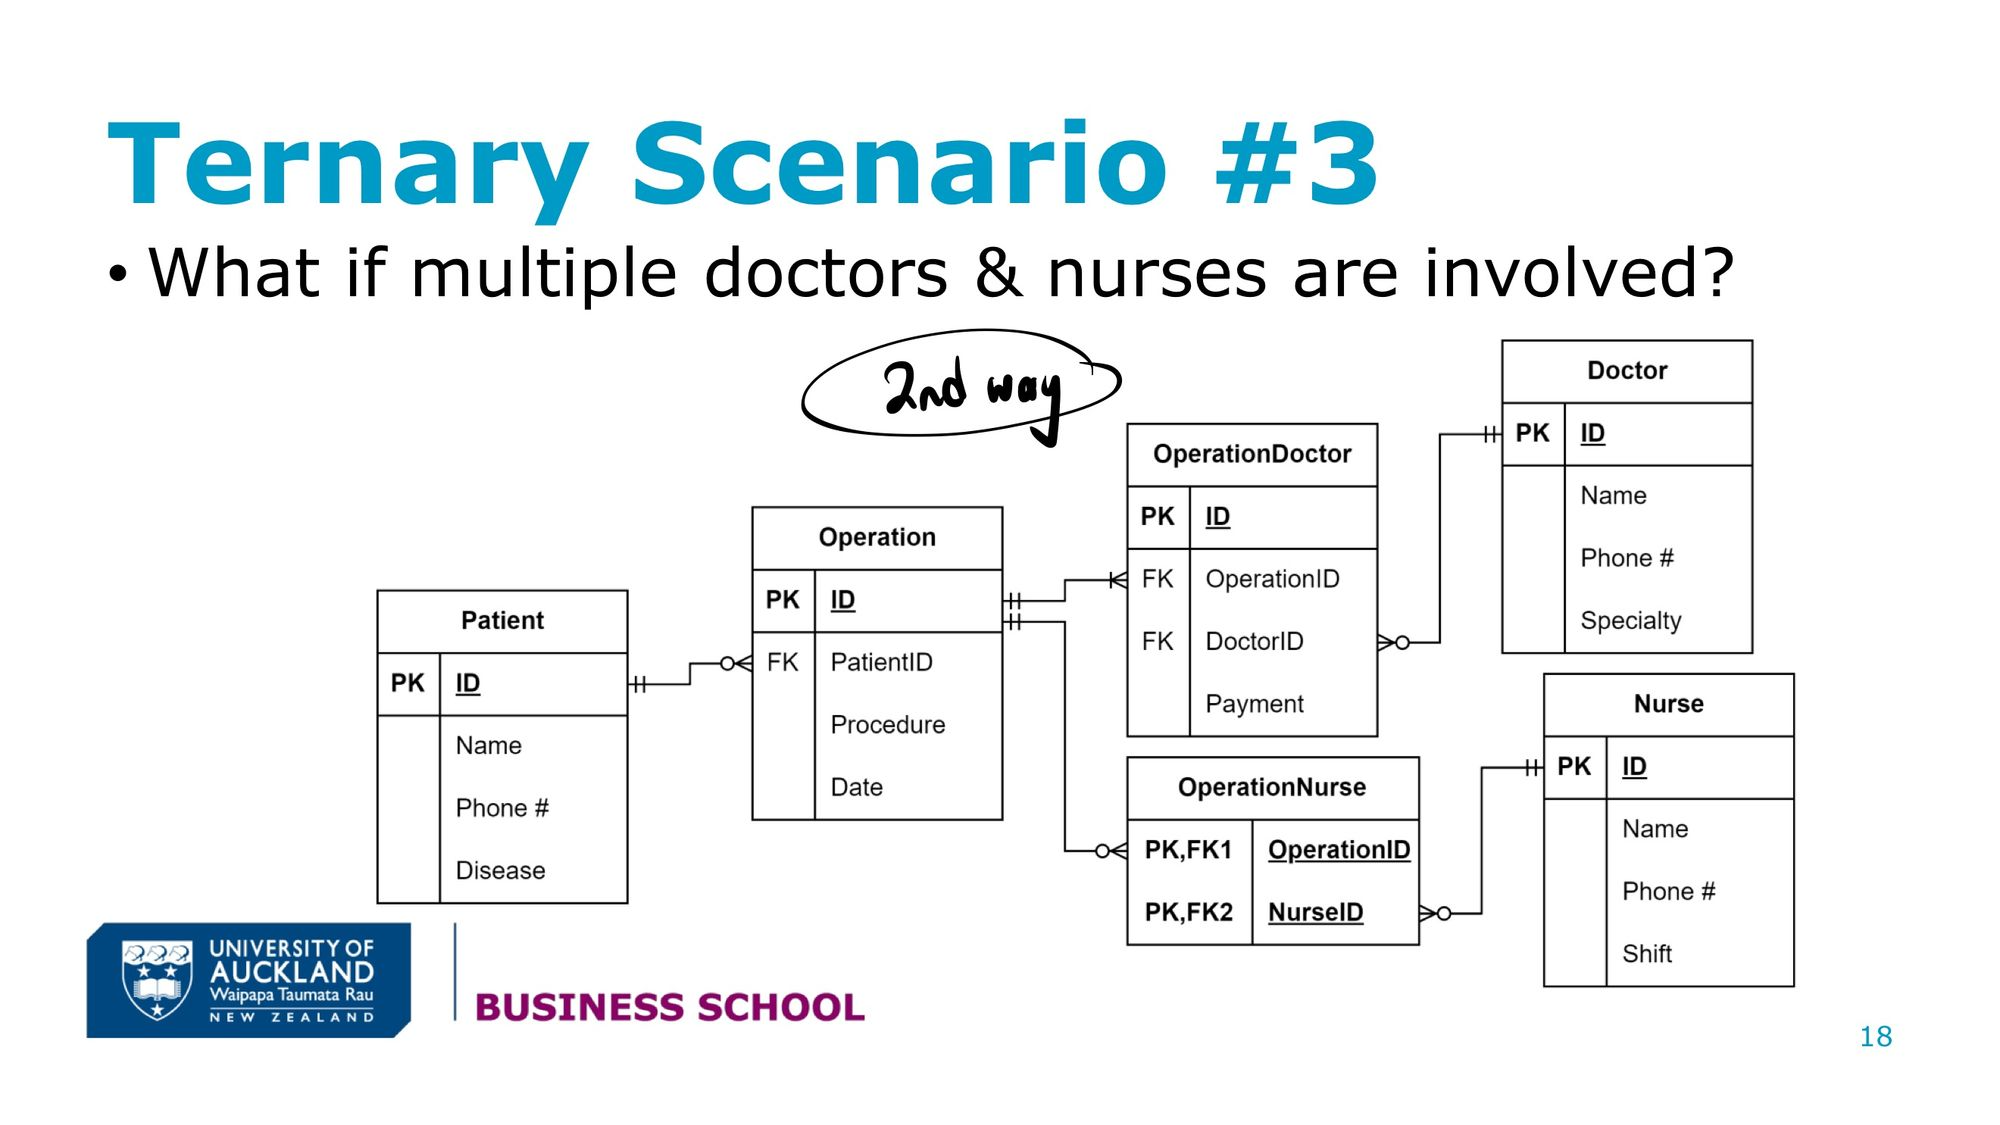 Ternary Scenario #3
• What if multiple doctors & nurses are involved?
2nd way
Patient
PK ID
Name
Phone #
Disease
Operation
PK ID
FK PatientID
Procedure
Date
OperationDoctor
PK ID
FK OperationID
FK DoctorID
Payment
Doctor
PK ID
Name
Phone #
Specialty
OperationNurse
PK,FK1 OperationID
PK,FK2 NurseID
Nurse
PK ID
Name
Phone #
Shift
UNIVERSITY OF
AUCKLAND
Waipapa Taumata Rau
NEW ZEALAND
BUSINESS SCHOOL
18